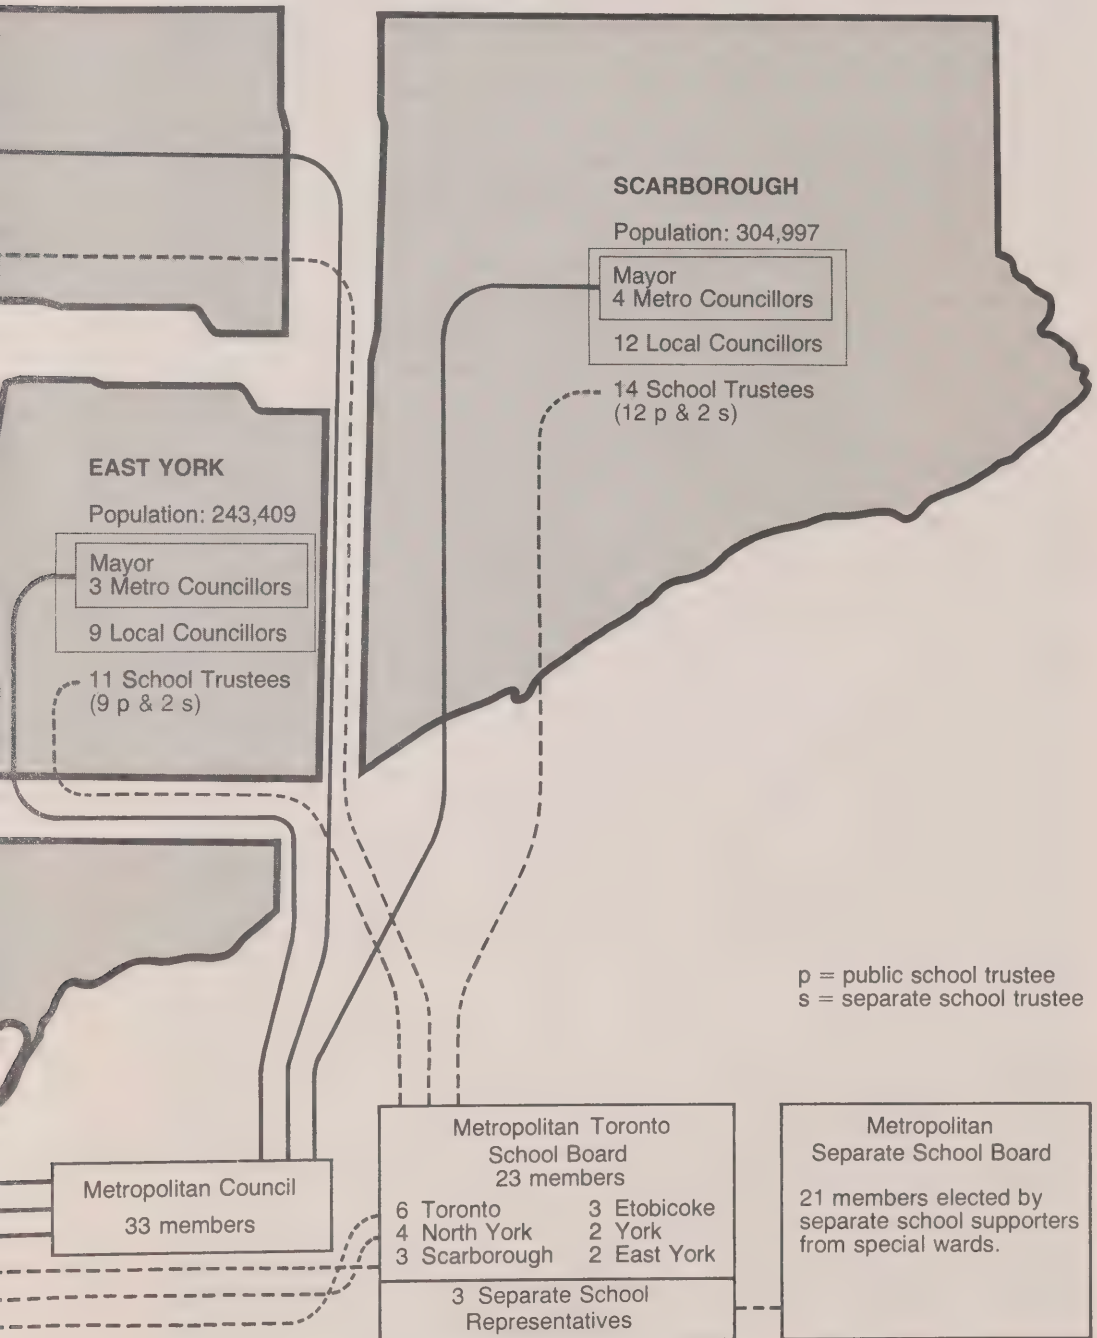 SCARBOROUGH
Population: 304,997
Mayor
4 Metro Councillors
12 Local Councillors
14 School Trustees
(12 p & 2 s)
EAST YORK
Population: 243,409
Mayor
3 Metro Councillors
9 Local Councillors
11 School Trustees
(9 p & 2 s)
p = public school trustee
s = separate school trustee
Metropolitan Council
33 members
Metropolitan Toronto
School Board
23 members
6 Toronto 3 Etobicoke
4 North York 2 York
3 Scarborough 2 East York
3 Separate School
Representatives
Metropolitan
Separate School Board
21 members elected by
separate school supporters
from special wards.